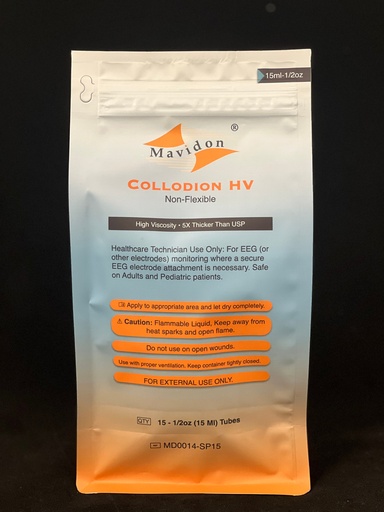 15ml-1/2oz
®
Mavidon
COLLODION HV
Non-Flexible
High Viscosity • 5X Thicker Than USP
Healthcare Technician Use Only: For EEG (or
other electrodes) monitoring where a secure
EEG electrode attachment is necessary. Safe
on Adults and Pediatric patients.
Apply to appropriate area and let dry completely.
⚠ Caution: Flammable Liquid, Keep away from
heat sparks and open flame.
Do not use on open wounds.
Use with proper ventilation. Keep container tightly closed.
FOR EXTERNAL USE ONLY.
QTY 15 - 1/2oz (15 Ml) Tubes
MD0014-SP15